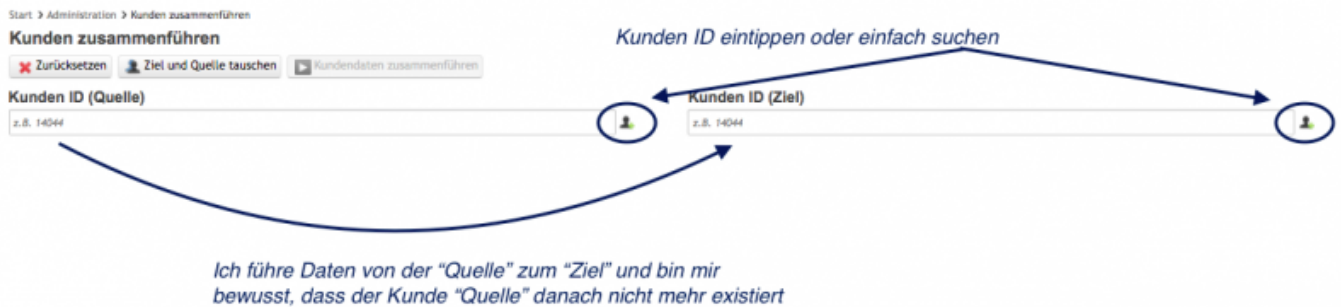 Start > Administration > Kunden zusammenführen
Kunden zusammenführen
Kunden ID eintippen oder einfach suchen
Zurücksetzen Ziel und Quelle tauschen Kundendaten zusammenführen
Kunden ID (Quelle) Kunden ID (Ziel)
z.B. 14044 z.B. 14044
Ich führe Daten von der “Quelle” zum “Ziel” und bin mir
bewusst, dass der Kunde “Quelle” danach nicht mehr existiert